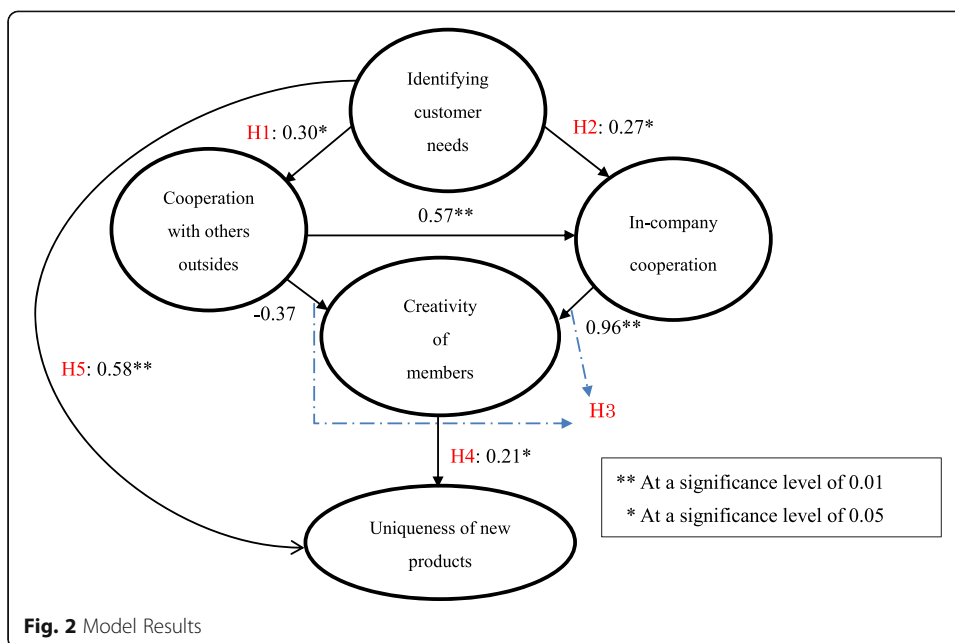 Identifying
customer
needs
H1: 0.30*
H2: 0.27*
Cooperation
with others
outsides
0.57**
In-company
cooperation
-0.37
Creativity
of
members
0.96**
H5: 0.58**
H3
H4: 0.21*
** At a significance level of 0.01
* At a significance level of 0.05
Uniqueness of new
products
Fig. 2 Model Results